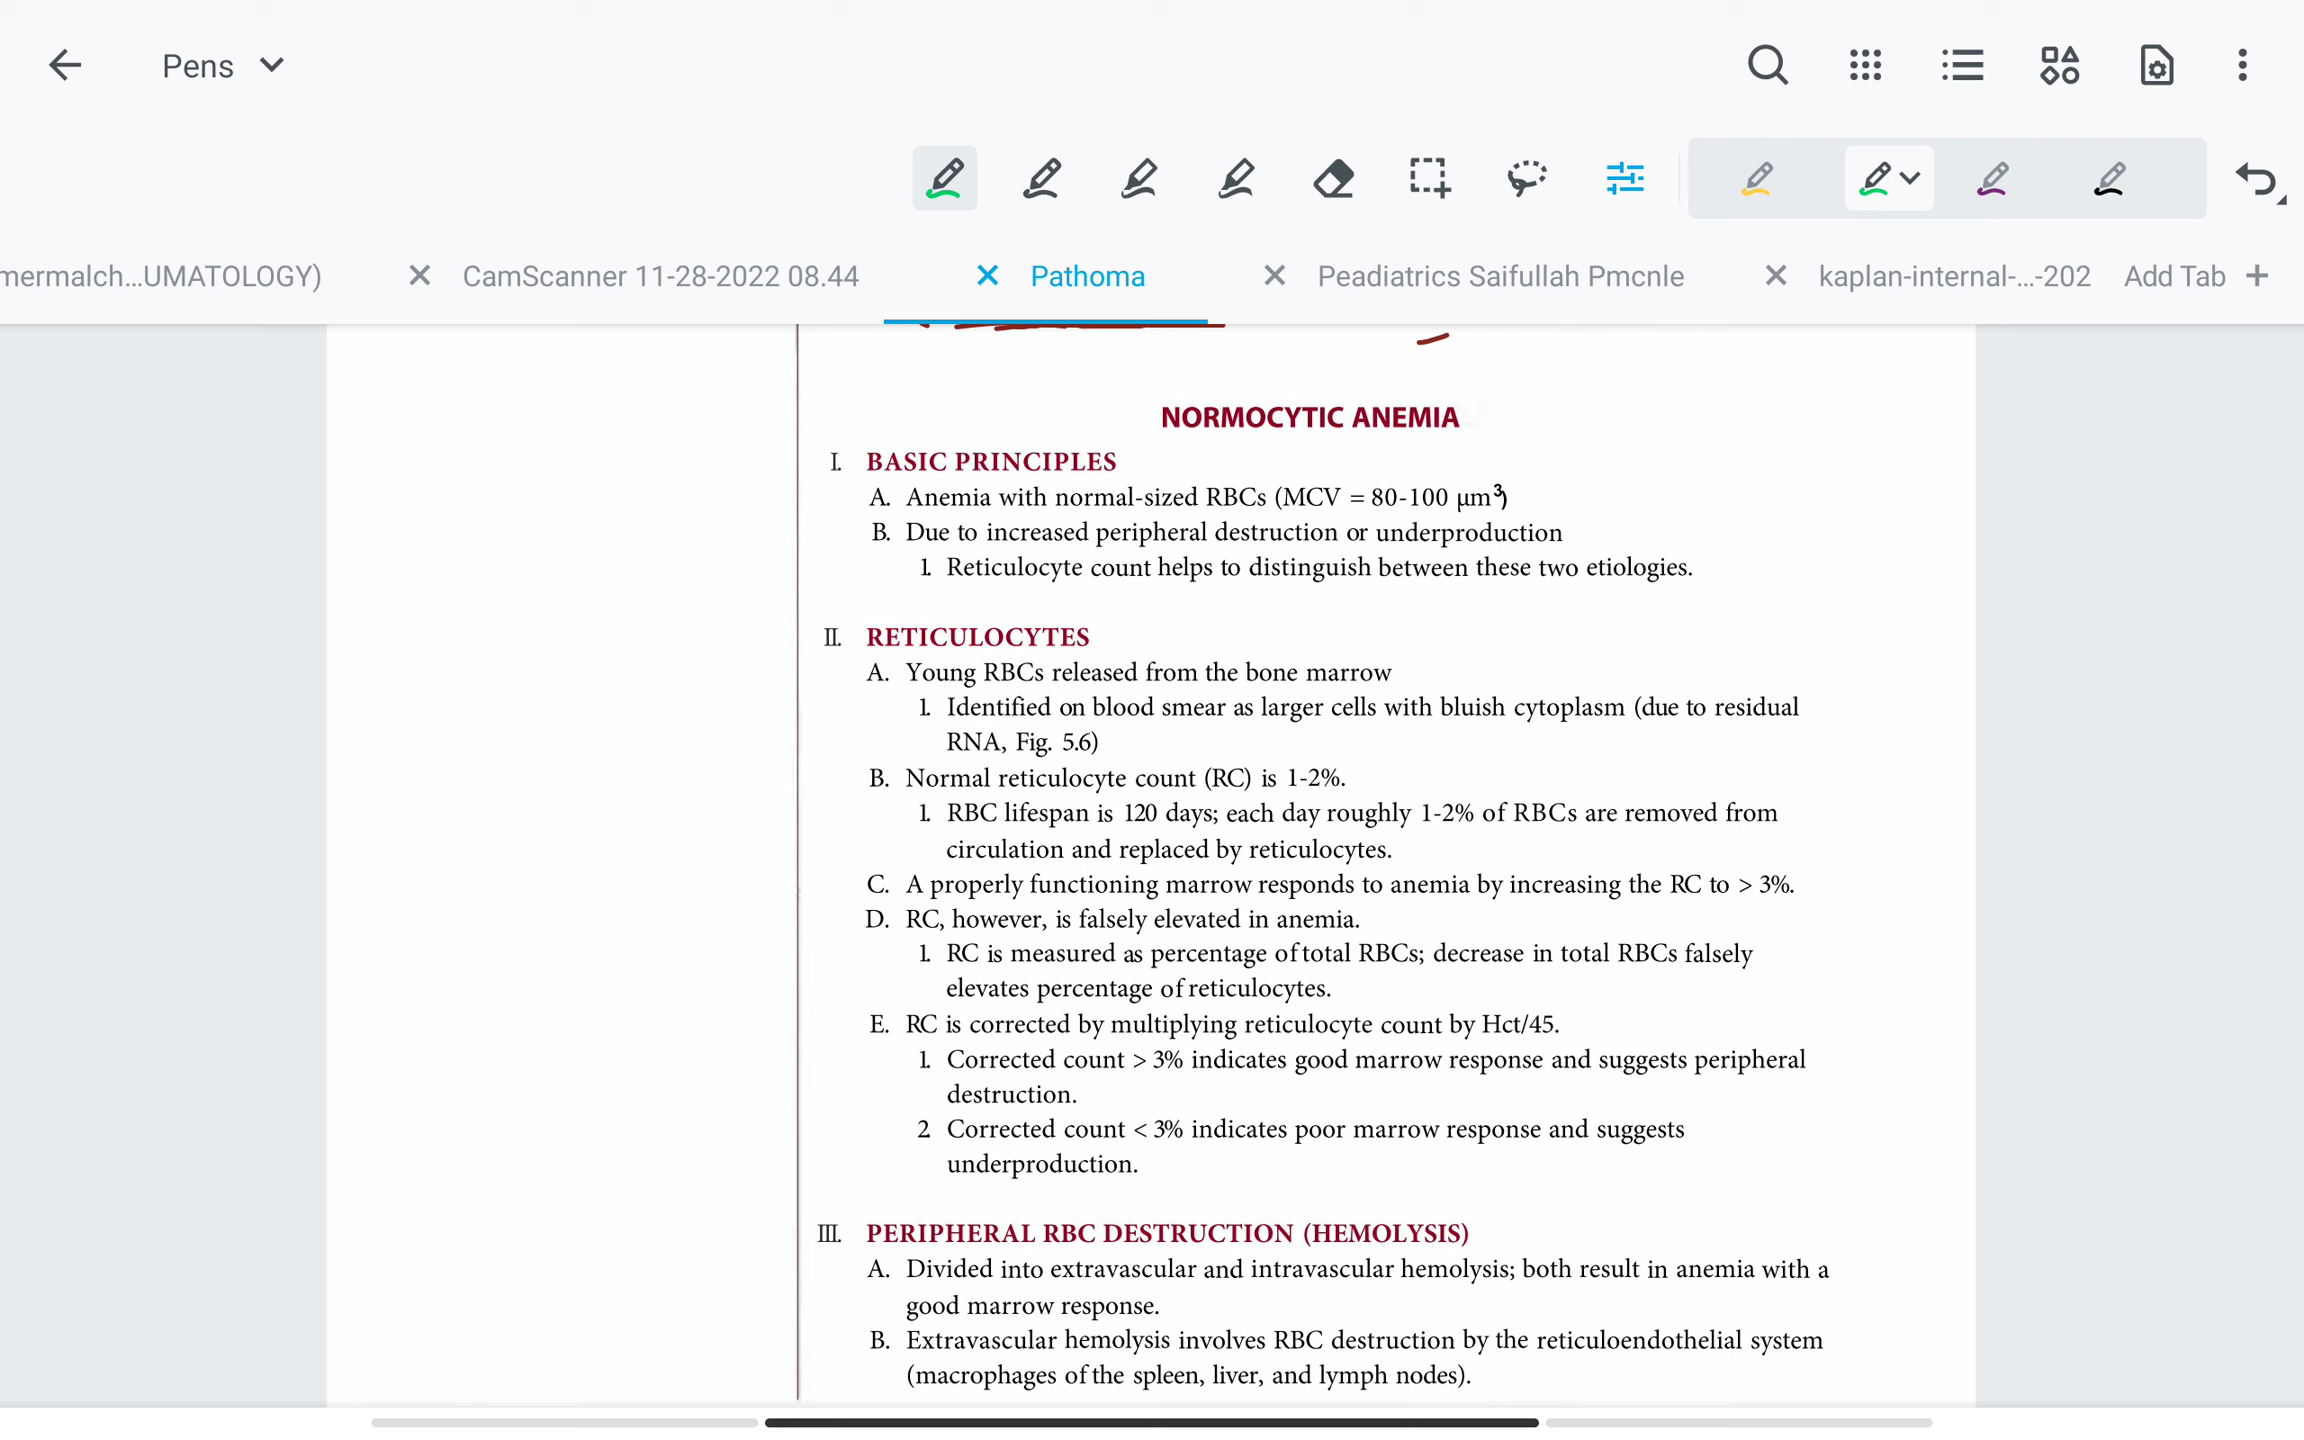 Pens
mermalch...UMATOLOGY)
CamScanner 11-28-2022 08.44
Pathoma
Peadiatrics Saifullah Pmcnle
kaplan-internal-...-202
Add Tab
NORMOCYTIC ANEMIA
I. BASIC PRINCIPLES
A. Anemia with normal-sized RBCs (MCV = 80-100 µm³)
B. Due to increased peripheral destruction or underproduction
1. Reticulocyte count helps to distinguish between these two etiologies.
II. RETICULOCYTES
A. Young RBCs released from the bone marrow
1. Identified on blood smear as larger cells with bluish cytoplasm (due to residual
RNA, Fig. 5.6)
B. Normal reticulocyte count (RC) is 1-2%.
1. RBC lifespan is 120 days; each day roughly 1-2% of RBCs are removed from
circulation and replaced by reticulocytes.
C. A properly functioning marrow responds to anemia by increasing the RC to > 3%.
D. RC, however, is falsely elevated in anemia.
1. RC is measured as percentage of total RBCs; decrease in total RBCs falsely
elevates percentage of reticulocytes.
E. RC is corrected by multiplying reticulocyte count by Hct/45.
1. Corrected count > 3% indicates good marrow response and suggests peripheral
destruction.
2 Corrected count < 3% indicates poor marrow response and suggests
underproduction.
III. PERIPHERAL RBC DESTRUCTION (HEMOLYSIS)
A. Divided into extravascular and intravascular hemolysis; both result in anemia with a
good marrow response.
B. Extravascular hemolysis involves RBC destruction by the reticuloendothelial system
(macrophages of the spleen, liver, and lymph nodes).